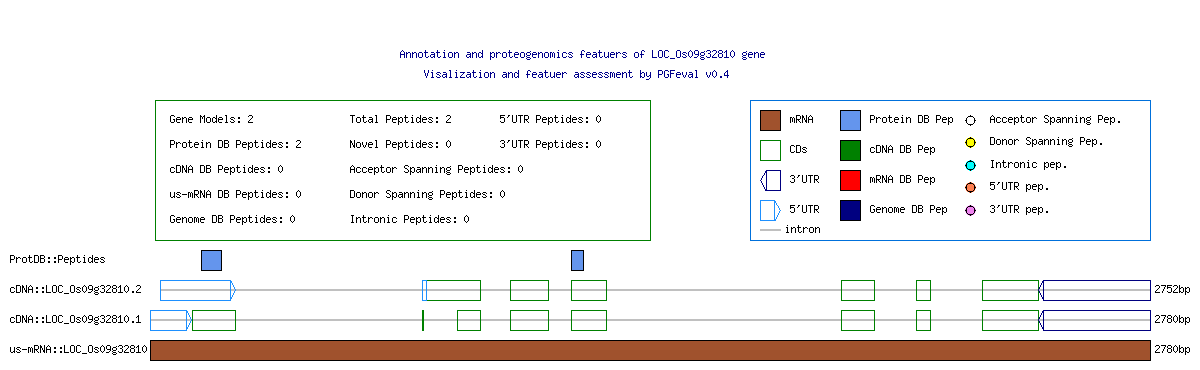 Annotation and proteogenomics featuers of LOC_Os09g32810 gene
Visalization and featuer assessment by PGFeval v0.4
Gene Models: 2 Total Peptides: 2 5'UTR Peptides: 0
Protein DB Peptides: 2 Novel Peptides: 0 3'UTR Peptides: 0
cDNA DB Peptides: 0 Acceptor Spanning Peptides: 0
us-mRNA DB Peptides: 0 Donor Spanning Peptides: 0
Genome DB Peptides: 0 Intronic Peptides: 0
mRNA Protein DB Pep Acceptor Spanning Pep.
CDs cDNA DB Pep Donor Spanning Pep.
3'UTR mRNA DB Pep Intronic pep.
5'UTR Genome DB Pep 5'UTR pep.
intron 3'UTR pep.
ProtDB::Peptides
cDNA::LOC_Os09g32810.2 2752bp
cDNA::LOC_Os09g32810.1 2780bp
us-mRNA::LOC_Os09g32810 2780bp